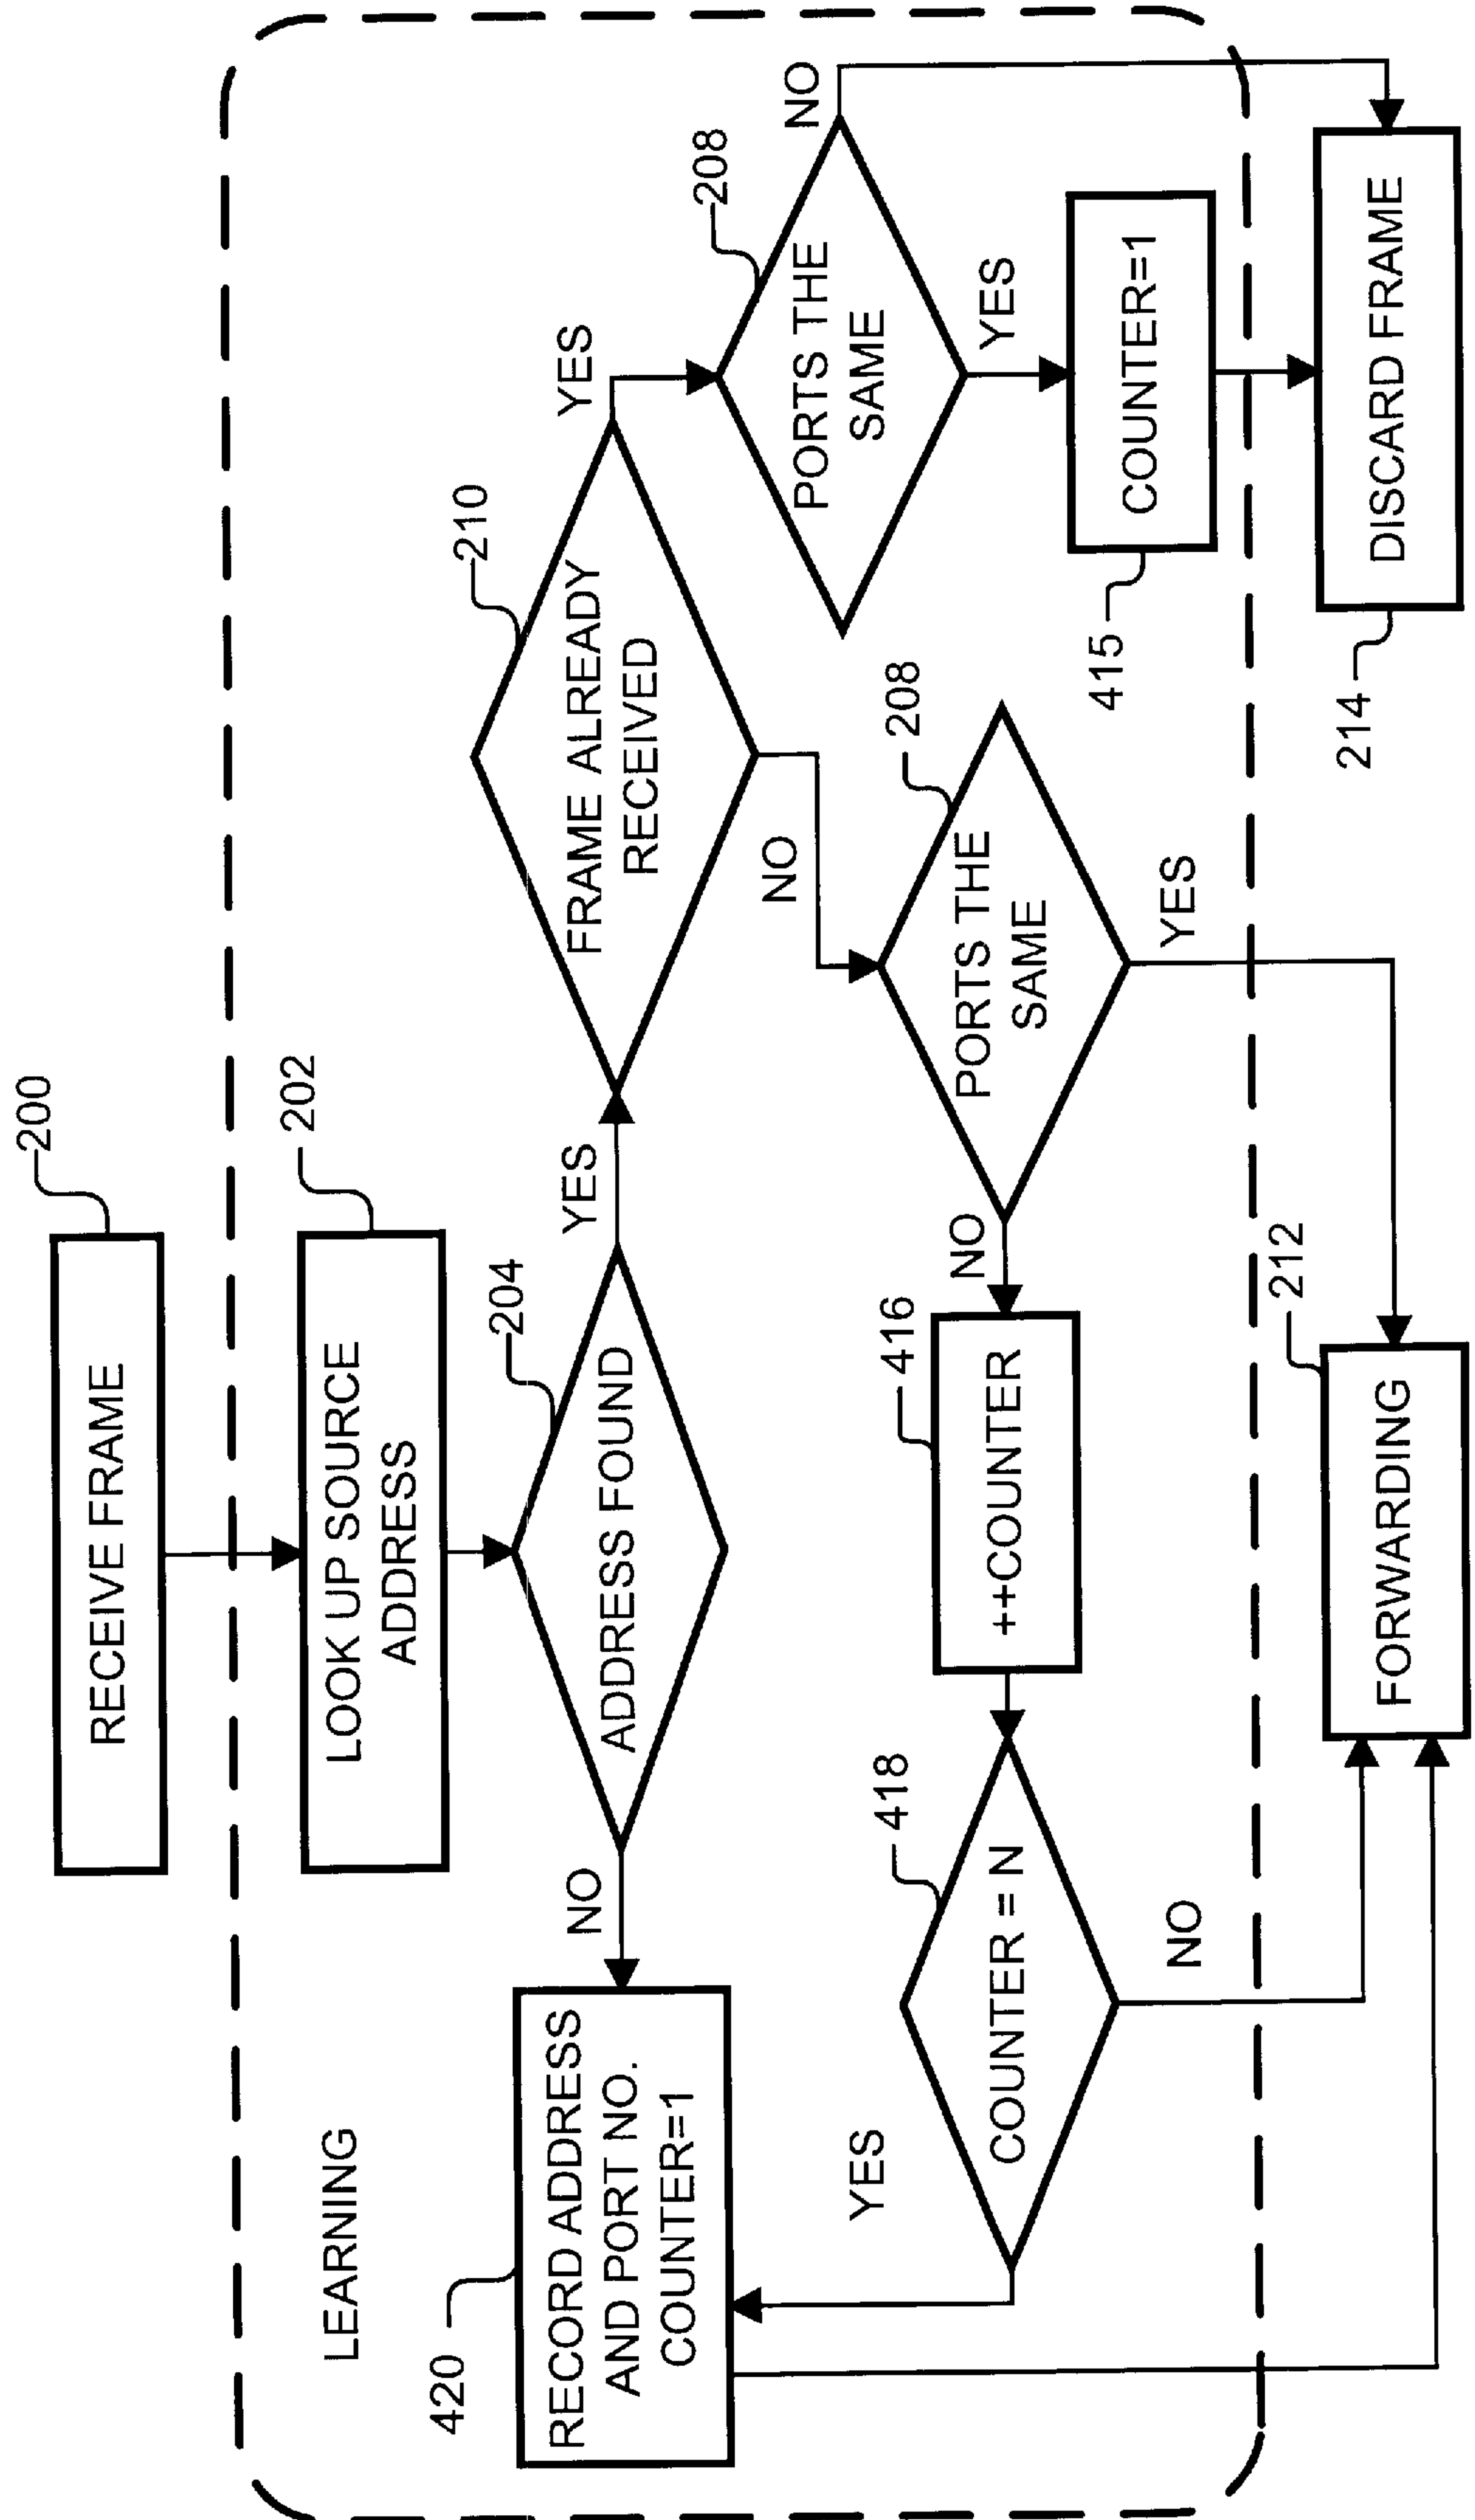 200
RECEIVE FRAME
LEARNING
202
LOOK UP SOURCE
ADDRESS
204
ADDRESS FOUND
NO
YES
420
RECORD ADDRESS
AND PORT NO.
COUNTER=1
210
FRAME ALREADY
RECEIVED
YES
NO
208
PORTS THE
SAME
NO
YES
208
PORTS THE
SAME
NO
YES
416
++COUNTER
418
COUNTER = N
YES
NO
415
COUNTER=1
212
FORWARDING
214
DISCARD FRAME